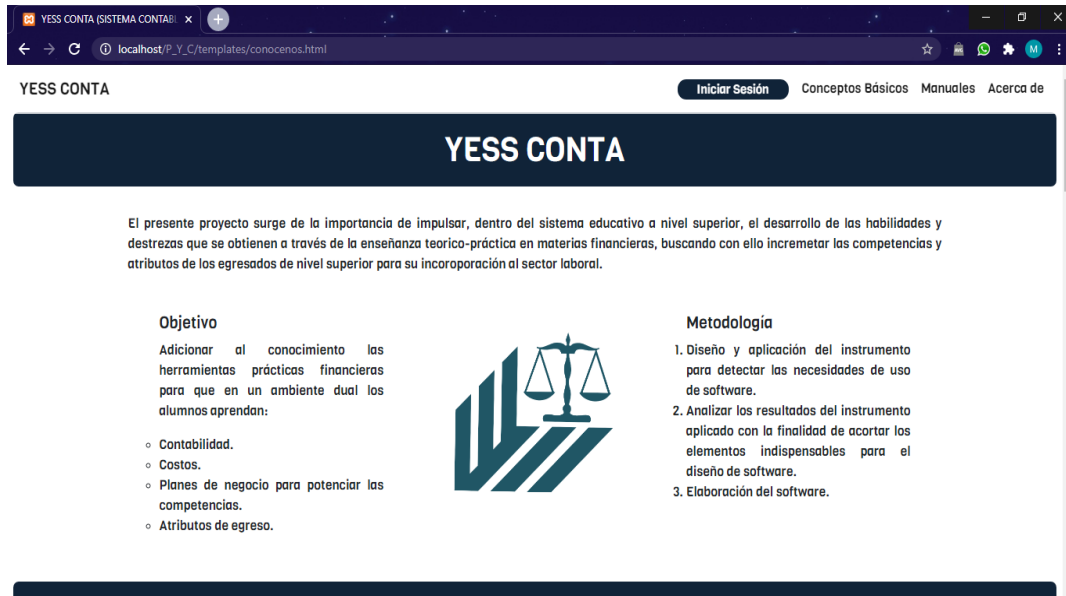 YESS CONTA (SISTEMA CONTABL
localhost/P_Y_C/templates/conocenos.html
M
YESS CONTA
Iniciar Sesión
Conceptos Básicos
Manuales
Acerca de
YESS CONTA
El presente proyecto surge de la importancia de impulsar, dentro del sistema educativo a nivel superior, el desarrollo de las habilidades y
destrezas que se obtienen a través de la enseñanza teorico-práctica en materias financieras, buscando con ello incremetar las competencias y
atributos de los egresados de nivel superior para su incoroporación al sector laboral.
Objetivo
Adicionar al conocimiento las
herramientas prácticas financieras
para que en un ambiente dual los
alumnos aprendan:
Contabilidad.
Costos.
Planes de negocio para potenciar las
competencias.
Atributos de egreso.
Metodología
1. Diseño y aplicación del instrumento
para detectar las necesidades de uso
de software.
2. Analizar los resultados del instrumento
aplicado con la finalidad de acortar los
elementos indispensables para el
diseño de software.
3. Elaboración del software.